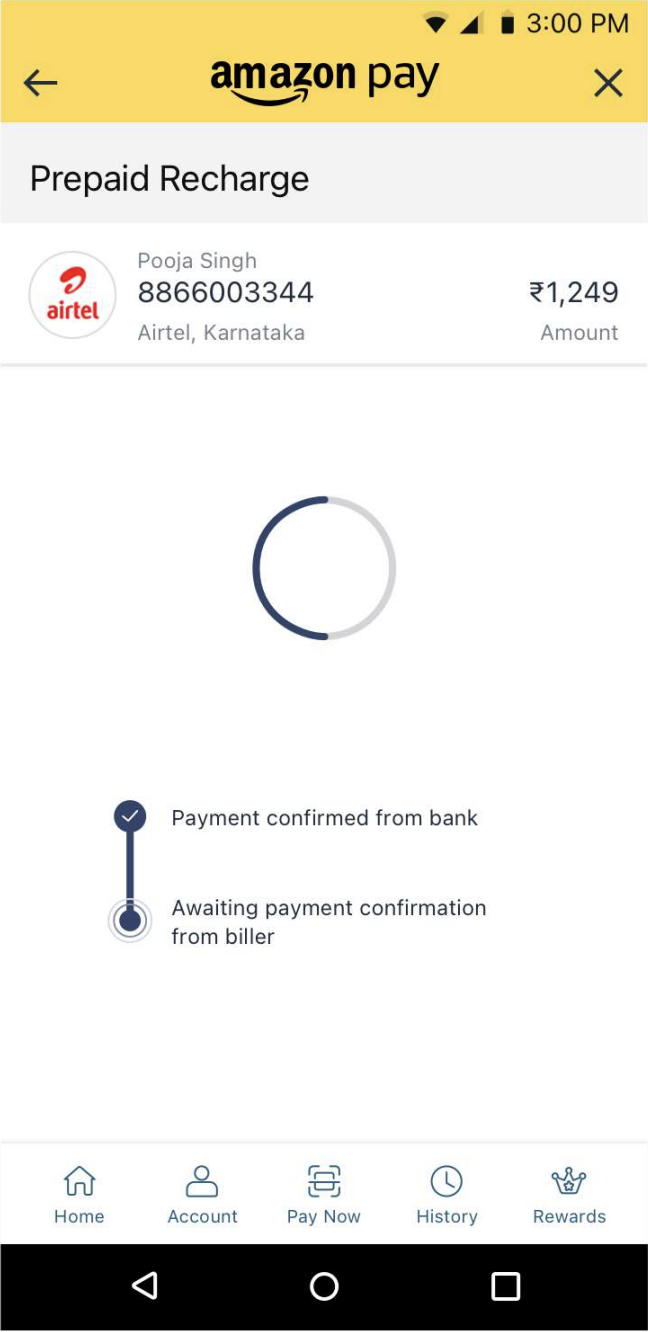 3:00 PM
amazon pay
Prepaid Recharge
Pooja Singh
8866003344
₹1,249
airtel
Airtel, Karnataka
Amount
Payment confirmed from bank
Awaiting payment confirmation
from biller
Home Account Pay Now History Rewards